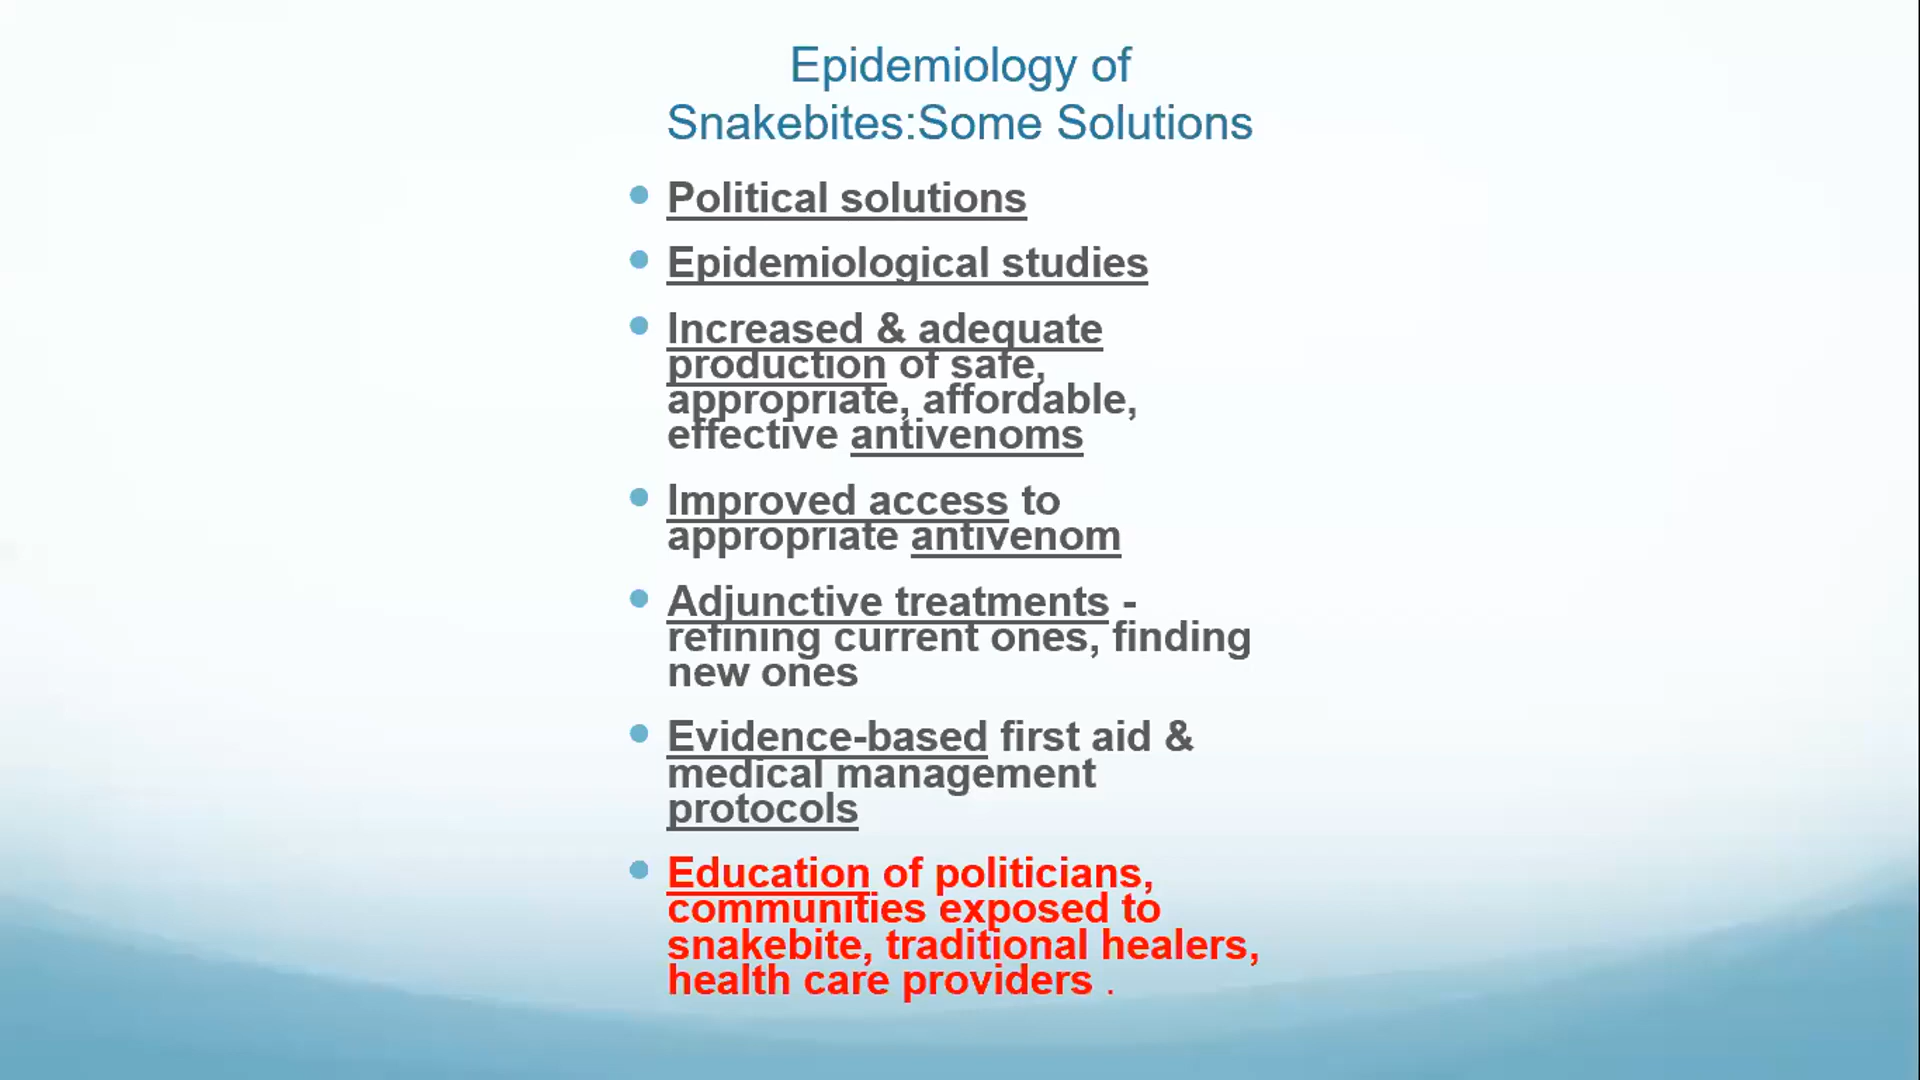 Epidemiology of
Snakebites:Some Solutions
Political solutions
Epidemiological studies
Increased & adequate
production of safe,
appropriate, affordable,
effective antivenoms
Improved access to
appropriate antivenom
Adjunctive treatments -
refining current ones, finding
new ones
Evidence-based first aid &
medical management
protocols
Education of politicians,
communities exposed to
snakebite, traditional healers,
health care providers .